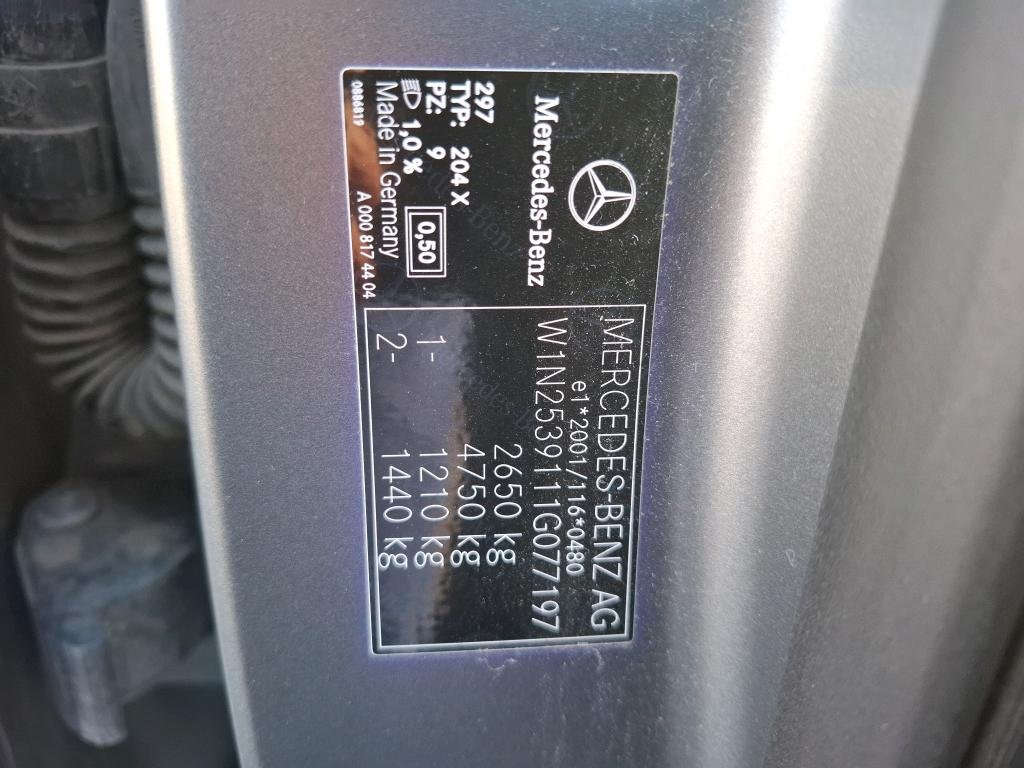 Mercedes-Benz
297
TYP: 204 X
PZ: 9
1,0 %
0,50
Made in Germany
0886819
A 000 817 44 04
MERCEDES-BENZ AG
e1*2001/116*0480
W1N2539111G077197
2650 kg
4750 kg
1- 1210 kg
2- 1440 kg